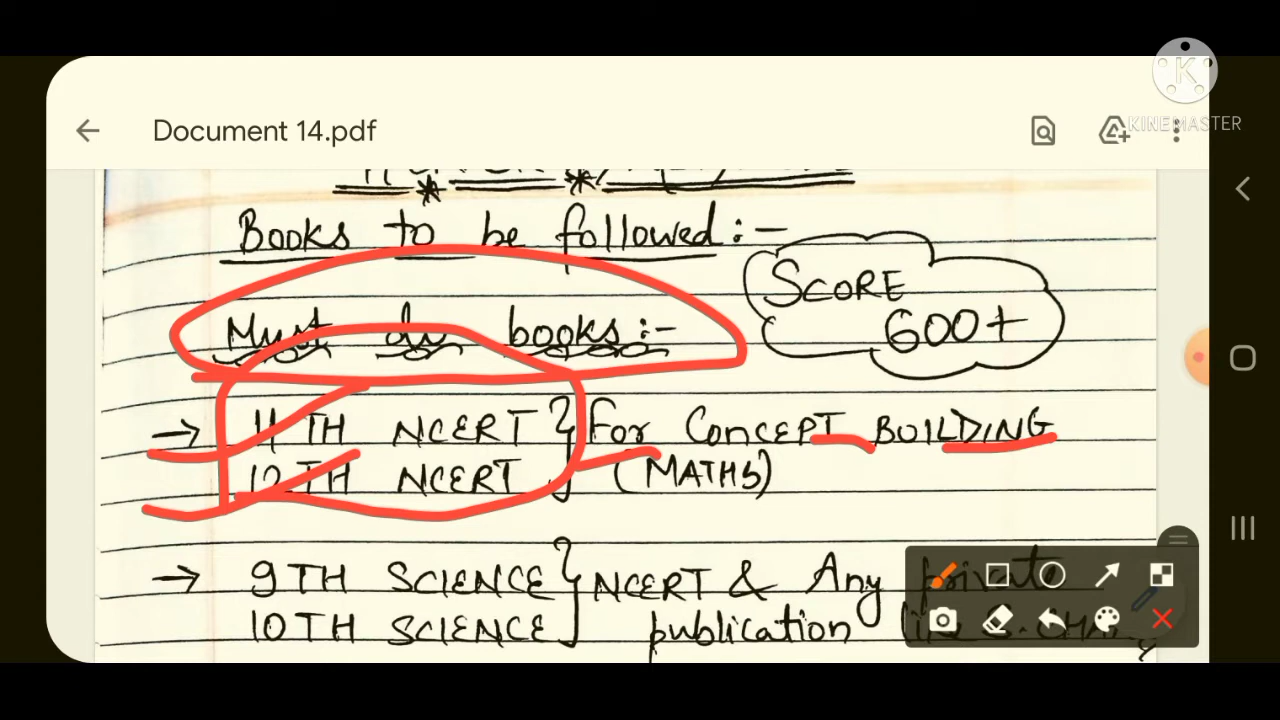 Document 14.pdf
KINEMASTER
Books to be followed:-
Must do books:-
SCORE
600+
→ 11TH NCERT } For CONCEPT BUILDING
12TH NCERT (MATHS)
→ 9TH SCIENCE } NCERT & Any private
10TH SCIENCE publication